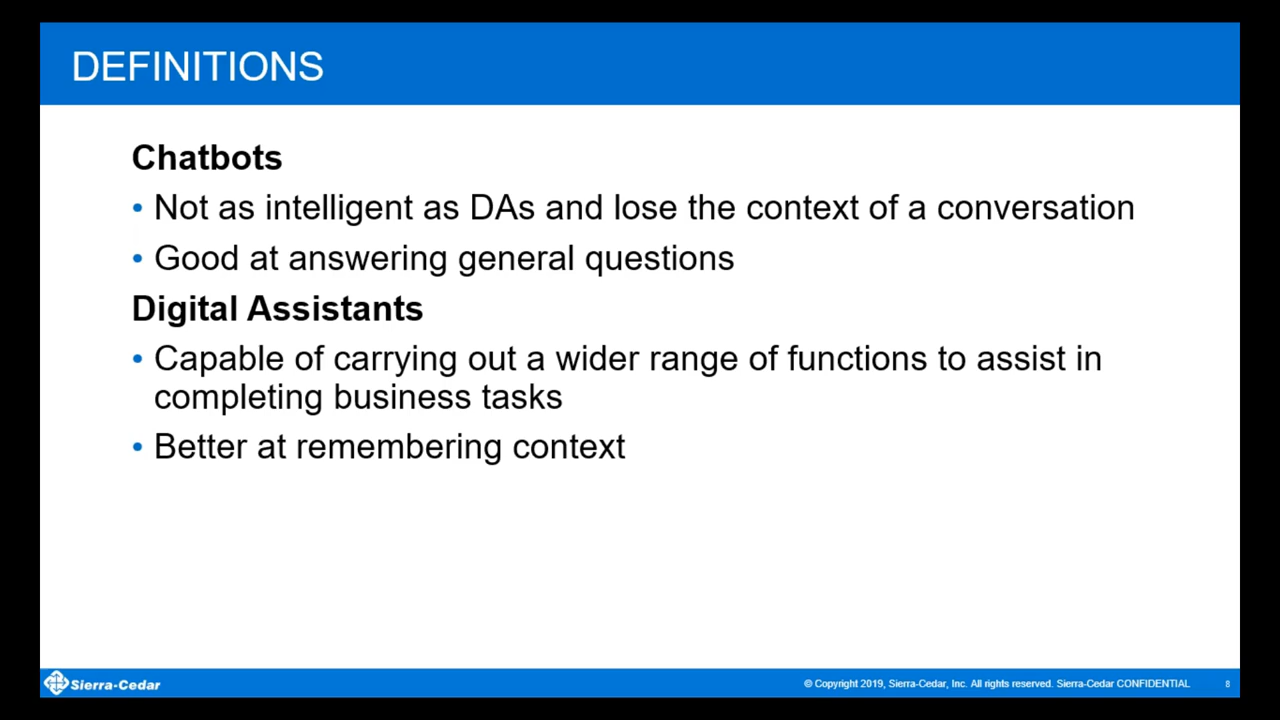 DEFINITIONS
Chatbots
• Not as intelligent as DAs and lose the context of a conversation
• Good at answering general questions
Digital Assistants
• Capable of carrying out a wider range of functions to assist in
completing business tasks
• Better at remembering context
Sierra-Cedar
© Copyright 2019, Sierra-Cedar, Inc. All rights reserved. Sierra-Cedar CONFIDENTIAL
8